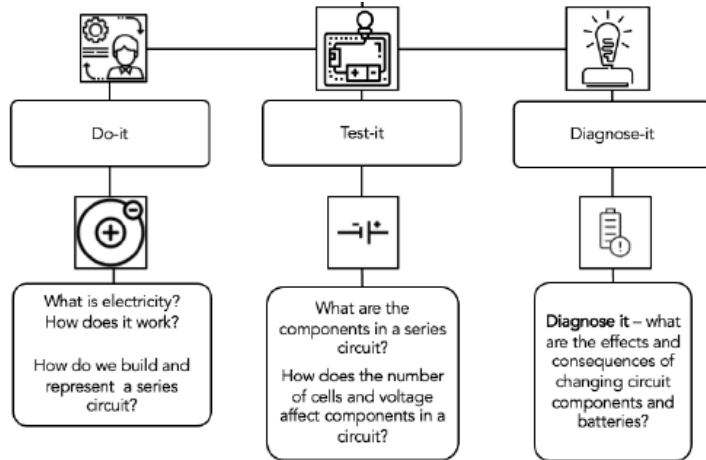 Do-it
Test-it
Diagnose-it
What is electricity?
How does it work?
How do we build and
represent a series
circuit?
What are the
components in a series
circuit?
How does the number
of cells and voltage
affect components in a
circuit?
Diagnose it – what
are the effects and
consequences of
changing circuit
components and
batteries?